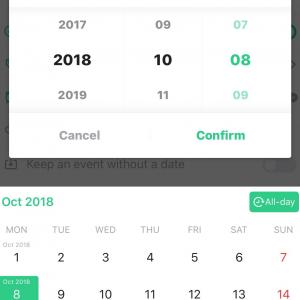 2017 09 07
2018 10 08
2019 11 09
Cancel Confirm
Keep an event without a date
Oct 2018 All-day
MON TUE WED THU FRI SAT SUN
Oct 2018
1 2 3 4 5 6 7
Oct 2018
8 9 10 11 12 13 14